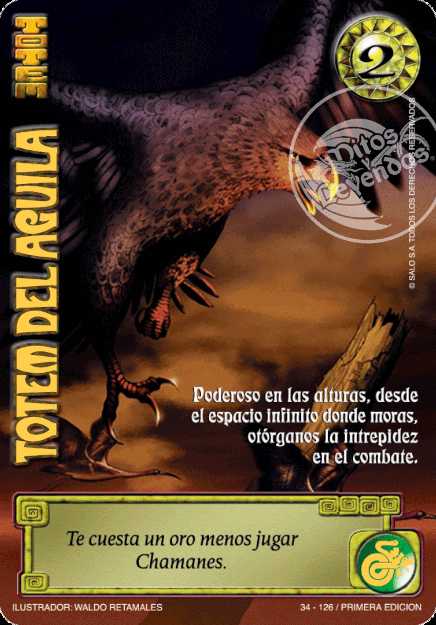 TOTEM
2
TOTEM DEL AGUILA
Mitos y
Leyendas
© SALO S.A. TODOS LOS DERECHOS RESERVADOS
Poderoso en las alturas, desde
el espacio infinito donde moras,
otórganos la intrepidez
en el combate.
Te cuesta un oro menos jugar
Chamanes.
ILUSTRADOR: WALDO RETAMALES
34 - 126 / PRIMERA EDICION